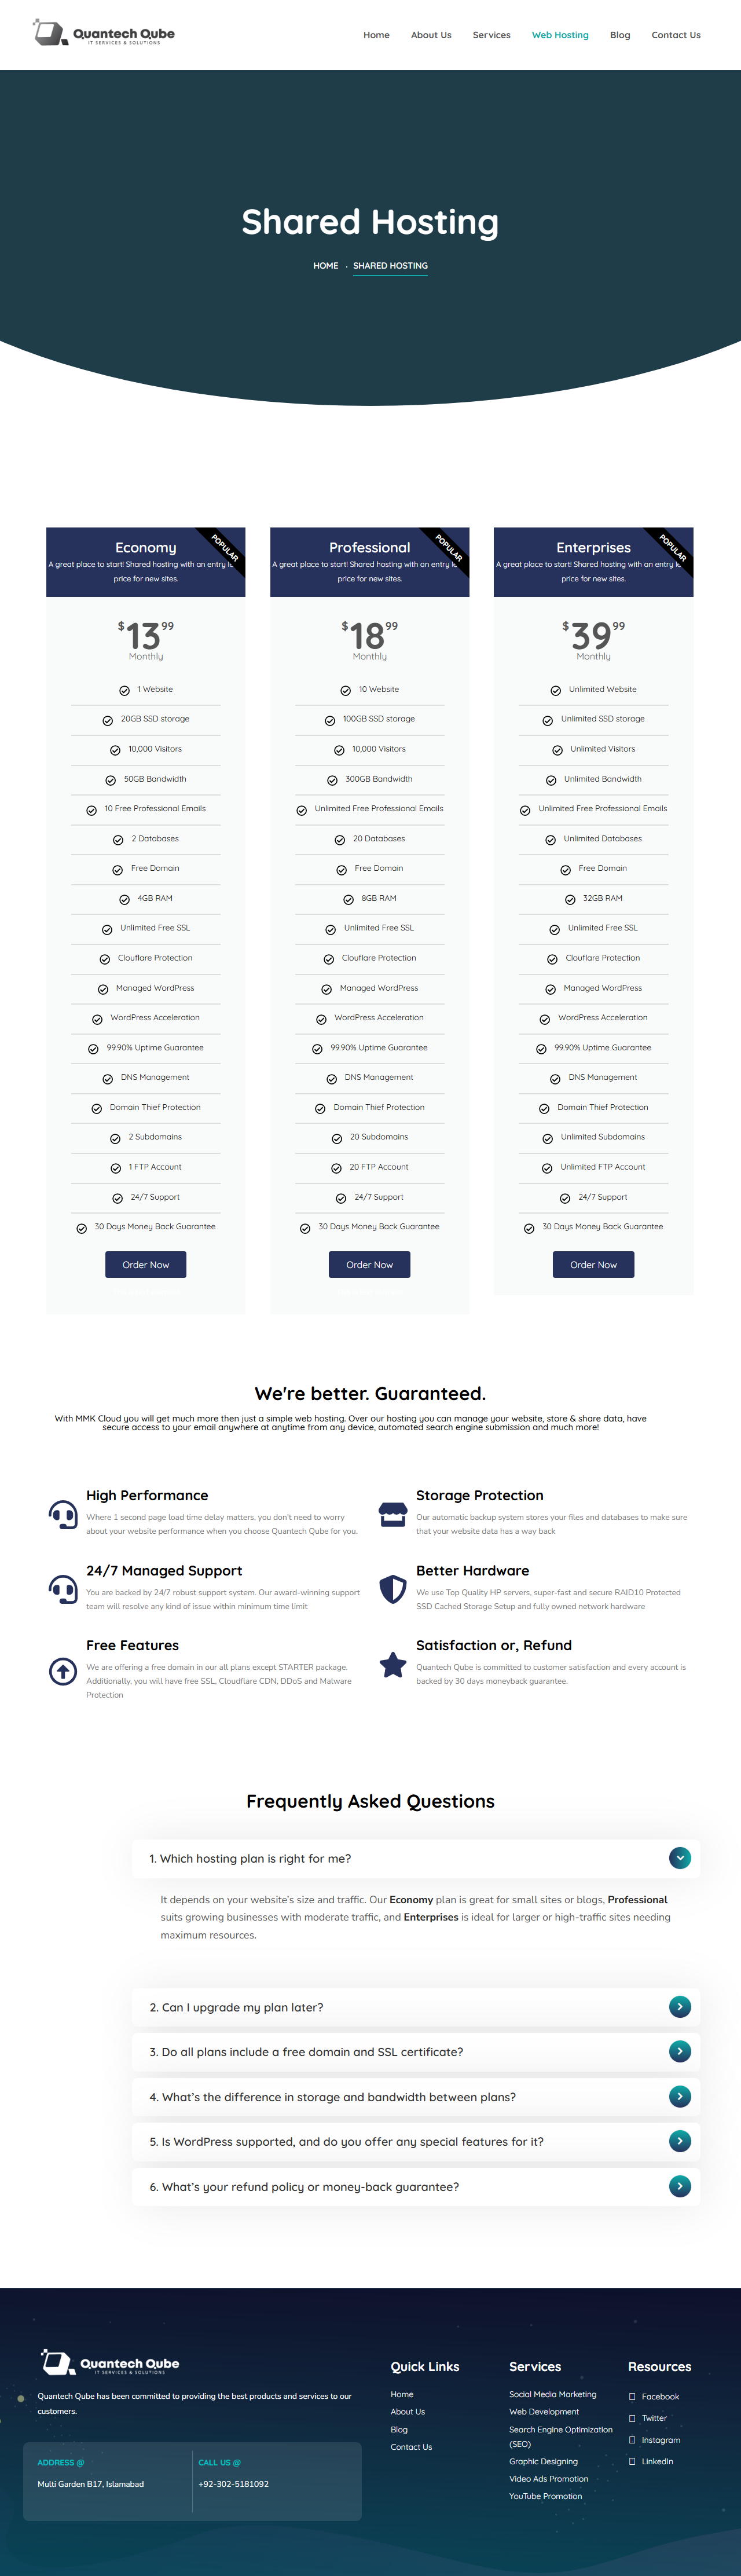 Quantech Qube
IT SERVICES & SOLUTIONS
Home
About Us
Services
Web Hosting
Blog
Contact Us
Shared Hosting
HOME
SHARED HOSTING
Economy
POPULAR
A great place to start! Shared hosting with an entry
price for new sites.
$13.99
Monthly
1 Website
20GB SSD storage
10,000 Visitors
50GB Bandwidth
10 Free Professional Emails
2 Databases
Free Domain
4GB RAM
Unlimited Free SSL
Clouflare Protection
Managed WordPress
WordPress Acceleration
99.90% Uptime Guarantee
DNS Management
Domain Thief Protection
2 Subdomains
1 FTP Account
24/7 Support
30 Days Money Back Guarantee
Order Now
Professional
POPULAR
A great place to start! Shared hosting with an entry
price for new sites.
$18.99
Monthly
10 Website
100GB SSD storage
10,000 Visitors
300GB Bandwidth
Unlimited Free Professional Emails
20 Databases
Free Domain
8GB RAM
Unlimited Free SSL
Clouflare Protection
Managed WordPress
WordPress Acceleration
99.90% Uptime Guarantee
DNS Management
Domain Thief Protection
20 Subdomains
20 FTP Account
24/7 Support
30 Days Money Back Guarantee
Order Now
Enterprises
POPULAR
A great place to start! Shared hosting with an entry
price for new sites.
$39.99
Monthly
Unlimited Website
Unlimited SSD storage
Unlimited Visitors
Unlimited Bandwidth
Unlimited Free Professional Emails
Unlimited Databases
Free Domain
32GB RAM
Unlimited Free SSL
Clouflare Protection
Managed WordPress
WordPress Acceleration
99.90% Uptime Guarantee
DNS Management
Domain Thief Protection
Unlimited Subdomains
Unlimited FTP Account
24/7 Support
30 Days Money Back Guarantee
Order Now
We're better. Guaranteed.
With MMK Cloud you will get much more then just a simple web hosting. Over our hosting you can manage your website, store & share data, have
secure access to your email anywhere at anytime from any device, automated search engine submission and much more!
High Performance
Where 1 second page load time delay matters, you don't need to worry
about your website performance when you choose Quantech Qube for you.
Storage Protection
Our automatic backup system stores your files and databases to make sure
that your website data has a way back
24/7 Managed Support
You are backed by 24/7 robust support system. Our award-winning support
team will resolve any kind of issue within minimum time limit
Better Hardware
We use Top Quality HP servers, super-fast and secure RAID10 Protected
SSD Cached Storage Setup and fully owned network hardware
Free Features
We are offering a free domain in our all plans except STARTER package.
Additionally, you will have free SSL, Cloudflare CDN, DDoS and Malware
Protection
Satisfaction or, Refund
Quantech Qube is committed to customer satisfaction and every account is
backed by 30 days moneyback guarantee.
Frequently Asked Questions
1. Which hosting plan is right for me?
It depends on your website's size and traffic. Our Economy plan is great for small sites or blogs, Professional
suits growing businesses with moderate traffic, and Enterprises is ideal for larger or high-traffic sites needing
maximum resources.
2. Can I upgrade my plan later?
3. Do all plans include a free domain and SSL certificate?
4. What's the difference in storage and bandwidth between plans?
5. Is WordPress supported, and do you offer any special features for it?
6. What's your refund policy or money-back guarantee?
Quantech Qube
IT SERVICES & SOLUTIONS
Quantech Qube has been committed to providing the best products and services to our
customers.
ADDRESS @
Multi Garden B17, Islamabad
CALL US @
+92-302-5181092
Quick Links
Home
About Us
Blog
Contact Us
Services
Social Media Marketing
Web Development
Search Engine Optimization
(SEO)
Graphic Designing
Video Ads Promotion
YouTube Promotion
Resources
Facebook
Twitter
Instagram
LinkedIn